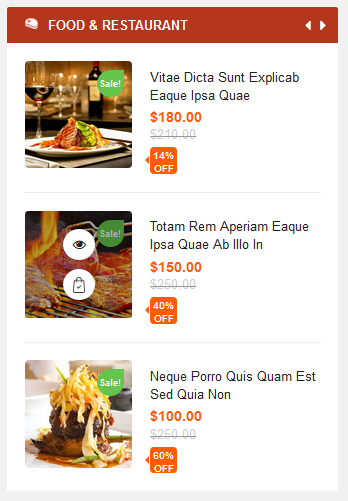 FOOD & RESTAURANT
Sale!
Vitae Dicta Sunt Explicab
Eaque Ipsa Quae
$180.00
$210.00
14%
OFF
Sale!
Totam Rem Aperiam Eaque
Ipsa Quae Ab Illo In
$150.00
$250.00
40%
OFF
Sale!
Neque Porro Quis Quam Est
Sed Quia Non
$100.00
$250.00
60%
OFF